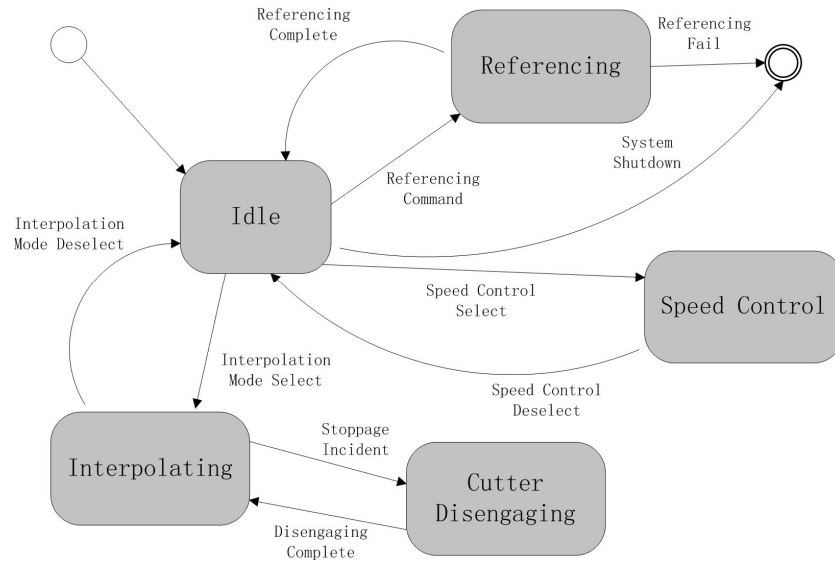 Referencing
Complete
Referencing
Referencing
Fail
System
Shutdown
Referencing
Command
Idle
Interpolation
Mode Deselect
Speed Control
Select
Speed Control
Interpolation
Mode Select
Speed Control
Deselect
Stoppage
Incident
Interpolating
Cutter
Disengaging
Disengaging
Complete